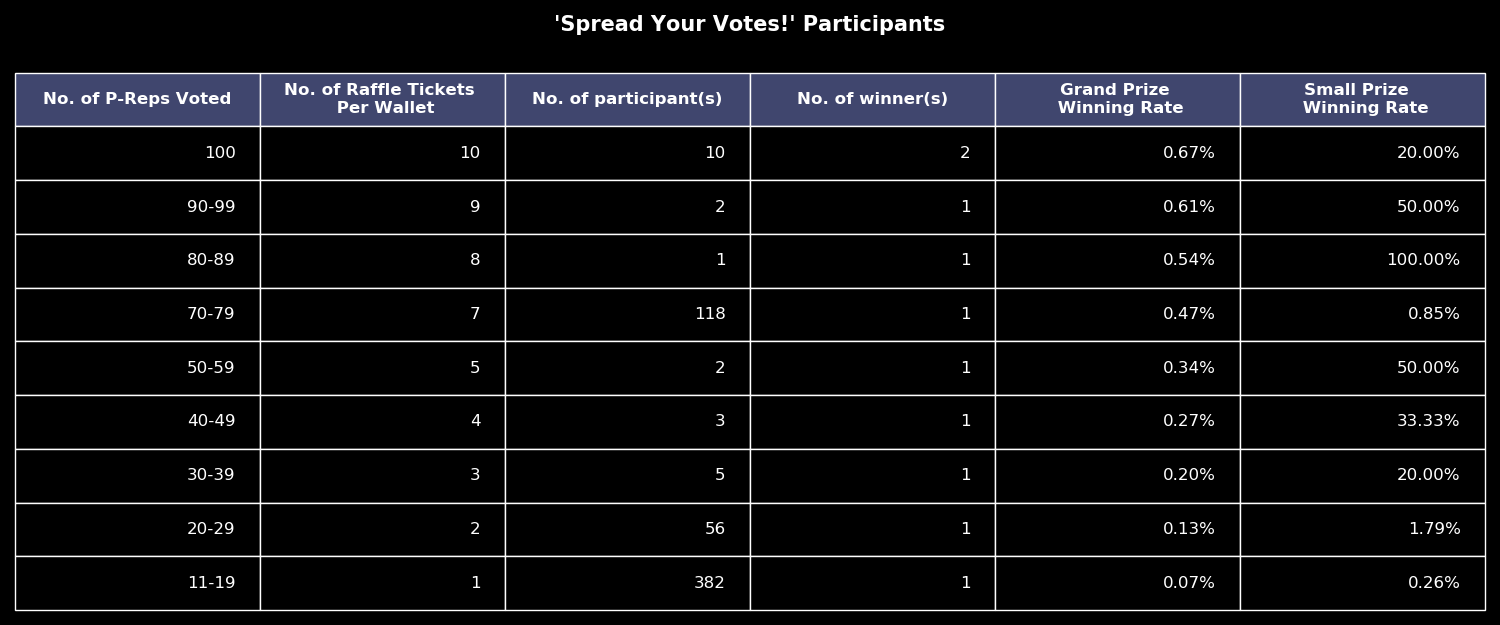 'Spread Your Votes!' Participants
No. of P-Reps Voted No. of Raffle Tickets Per Wallet No. of participant(s) No. of winner(s) Grand Prize Winning Rate Small Prize Winning Rate
100 10 10 2 0.67% 20.00%
90-99 9 2 1 0.61% 50.00%
80-89 8 1 1 0.54% 100.00%
70-79 7 118 1 0.47% 0.85%
50-59 5 2 1 0.34% 50.00%
40-49 4 3 1 0.27% 33.33%
30-39 3 5 1 0.20% 20.00%
20-29 2 56 1 0.13% 1.79%
11-19 1 382 1 0.07% 0.26%